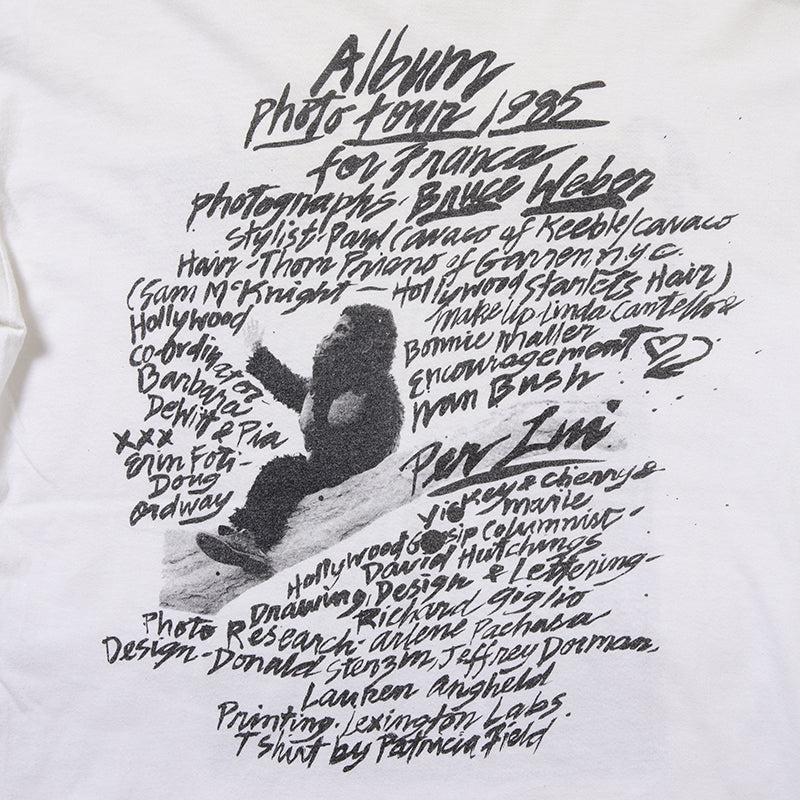 Album
photo tour 1985
for Franca
photographs. Bruce Weber
Stylist. Paul Cavaco of Keeble/Cavaco
Hair - Thom Priano of Garren, n.y.c.
(Sam McKnight - Hollywood Starlets Hair)
Make up Linda Cantello &
Bonnie Maller
Encouragement
Nan Bush
Hollywood
Co-ordinator
Barbara
Dewitt & Pia
xxx
Erin Foti-
Doug
Ordway
Per Lui
Vickey & Cherry &
Marie
Hollywood Gossip Columnist-
David Hutchings
Drawing, Design & Lettering-
Richard Giglio
Photo Research- Arlene Pachasa
Design- Donald Sterzin, Jeffrey Dorman,
Lauren
Printing. Lexington Labs.
T Shirt by Patricia Field